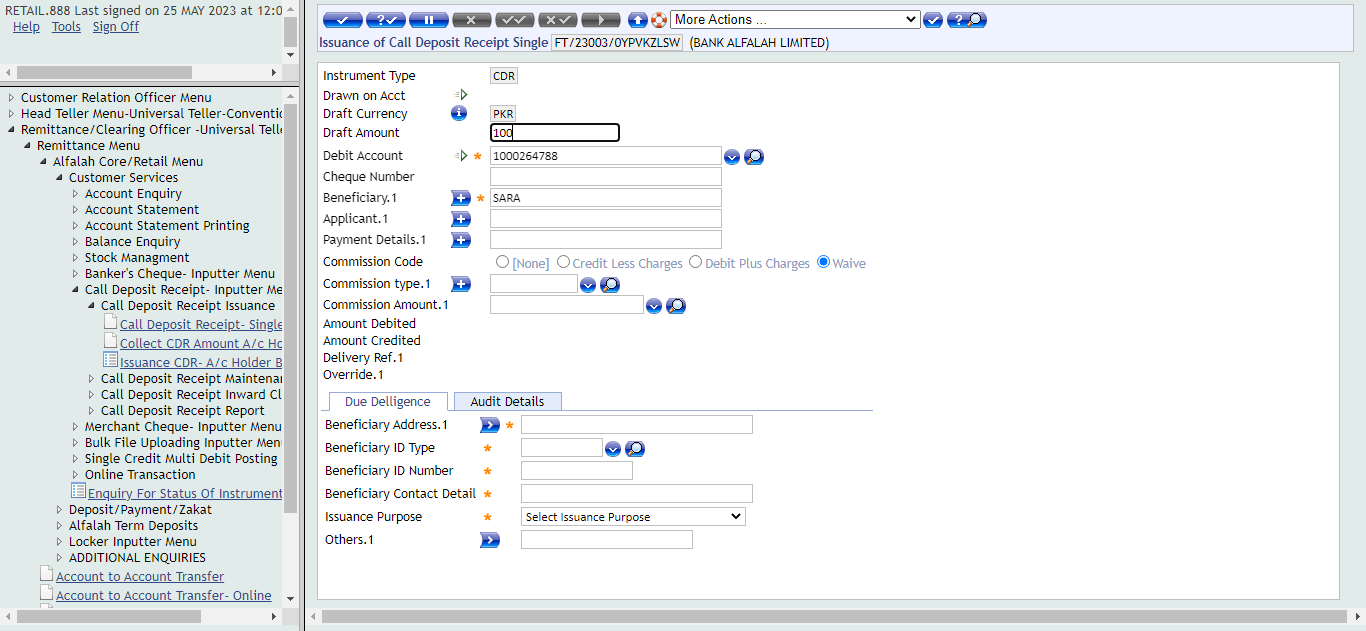 RETAIL.888 Last signed on 25 MAY 2023 at 12:0
Help Tools Sign Off
Customer Relation Officer Menu
Head Teller Menu-Universal Teller-Conventio
Remittance/Clearing Officer -Universal Telle
Remittance Menu
Alfalah Core/Retail Menu
Customer Services
Account Enquiry
Account Statement
Account Statement Printing
Balance Enquiry
Stock Managment
Banker's Cheque- Inputter Menu
Call Deposit Receipt- Inputter Me
Call Deposit Receipt Issuance
Call Deposit Receipt- Single
Collect CDR Amount A/c Ho
Issuance CDR- A/c Holder B
Call Deposit Receipt Maintenan
Call Deposit Receipt Inward Cl
Call Deposit Receipt Report
Merchant Cheque- Inputter Menu
Bulk File Uploading Inputter Menu
Single Credit Multi Debit Posting
Online Transaction
Enquiry For Status Of Instrument
Deposit/Payment/Zakat
Alfalah Term Deposits
Locker Inputter Menu
ADDITIONAL ENQUIRIES
Account to Account Transfer
Account to Account Transfer- Online
More Actions ...
Issuance of Call Deposit Receipt Single FT/23003/0YPVKZLSW (BANK ALFALAH LIMITED)
Instrument Type CDR
Drawn on Acct
Draft Currency PKR
Draft Amount 100
Debit Account * 1000264788
Cheque Number
Beneficiary.1 * SARA
Applicant.1
Payment Details.1
Commission Code [None] Credit Less Charges Debit Plus Charges Waive
Commission type.1
Commission Amount.1
Amount Debited
Amount Credited
Delivery Ref.1
Override.1
Due Delligence Audit Details
Beneficiary Address.1 *
Beneficiary ID Type *
Beneficiary ID Number *
Beneficiary Contact Detail *
Issuance Purpose * Select Issuance Purpose
Others.1